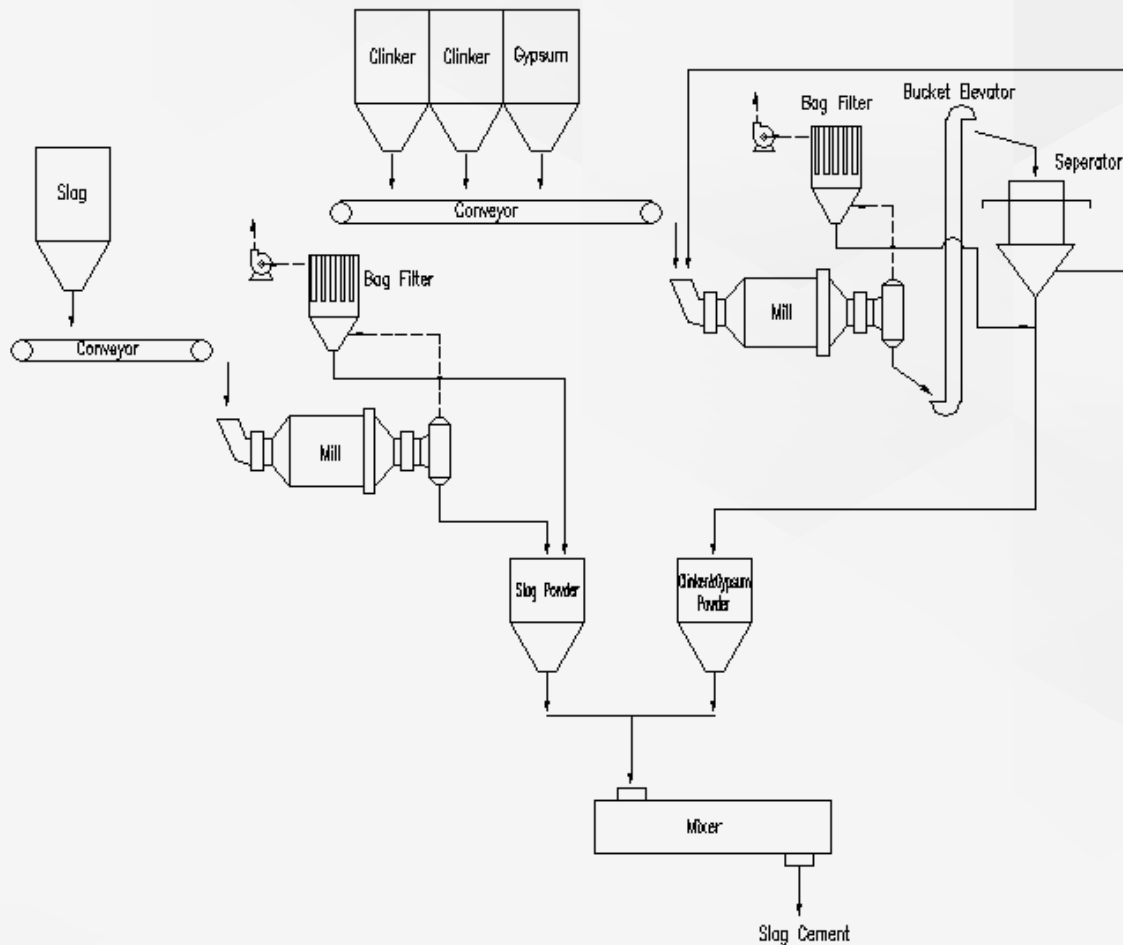 Clinker
Clinker
Gypsum
Bucket Elevator
Bag Filter
Seperator
Slag
Conveyor
Bag Filter
Mill
Conveyor
Mill
Slag Powder
Clinker&Gypsum
Powder
Mixer
Slag Cement